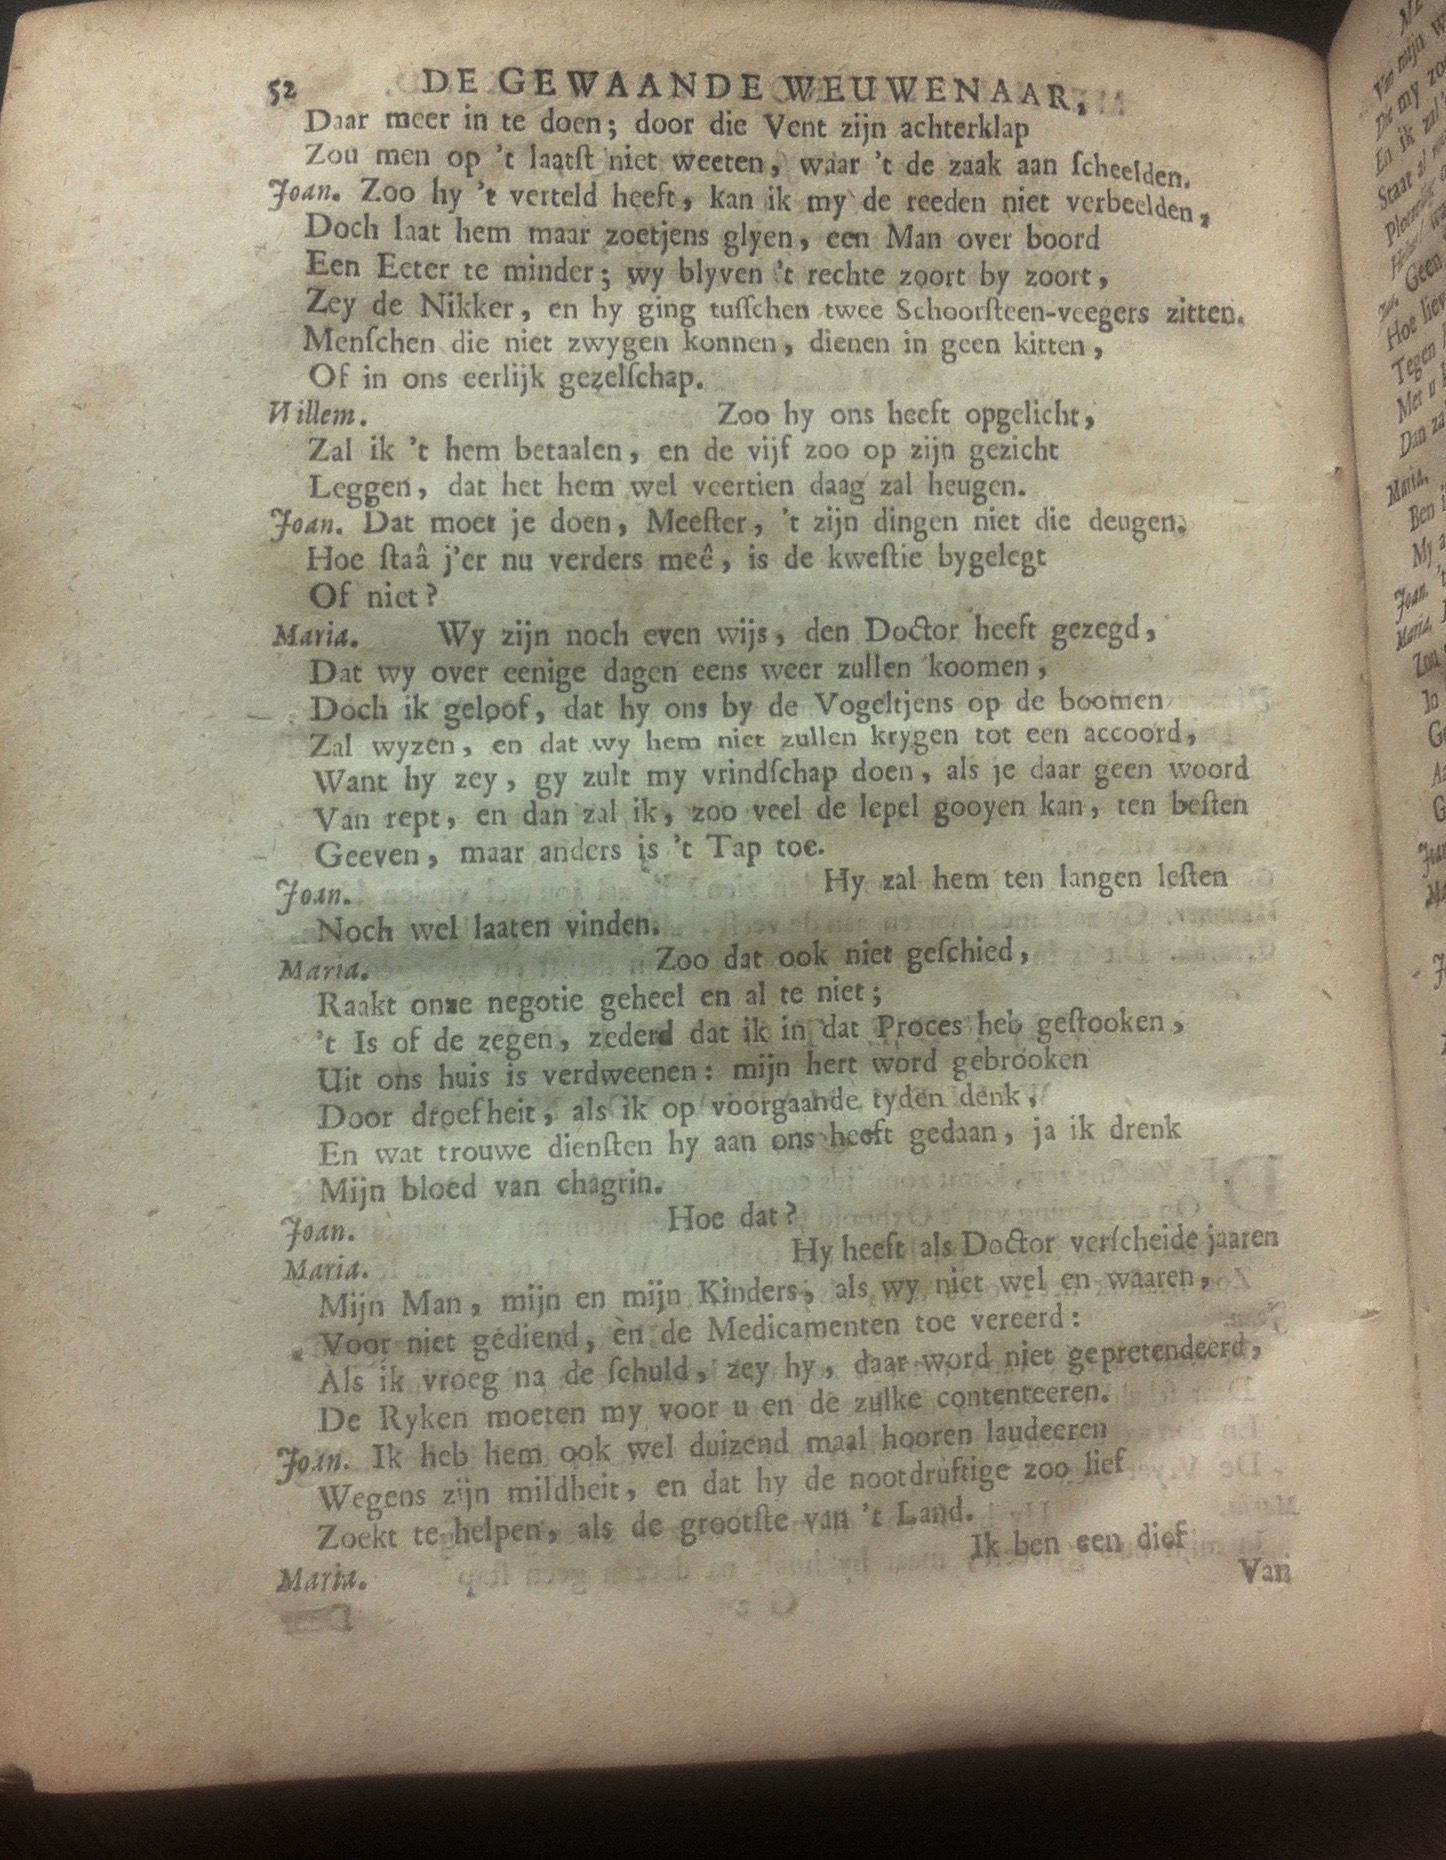 52 DE GEWAANDE WEUWENAAR,
Daar meer in te doen; door die Vent zijn achterklap
Zou men op 't laatſt niet weeten, waar 't de zaak aan ſcheelden.
Joan. Zoo hy 't verteld heeft, kan ik my de reeden niet verbeelden,
Doch laat hem maar zoetjens glyen, een Man over boord
Een Eeter te minder; wy blyven 't rechte zoort by zoort,
Zey de Nikker, en hy ging tuſſchen twee Schoorſteen-veegers zitten.
Menſchen die niet zwygen konnen, dienen in geen kitten,
Of in ons eerlijk gezelſchap.
Willem. Zoo hy ons heeft opgelicht,
Zal ik 't hem betaalen, en de vijf zoo op zijn gezicht
Leggen, dat het hem wel veertien daag zal heugen.
Joan. Dat moet je doen, Meeſter, 't zijn dingen niet die deugen.
Hoe ſtaâ j'er nu verders meê, is de kweſtie bygelegt
Of niet?
Maria. Wy zijn noch even wijs, den Doctor heeft gezegd,
Dat wy over eenige dagen eens weer zullen koomen,
Doch ik geloof, dat hy ons by de Vogeltjens op de boomen
Zal wyzen, en dat wy hem niet zullen krygen tot een accoord,
Want hy zey, gy zult my vrindſchap doen, als je daar geen woord
Van rept, en dan zal ik, zoo veel de lepel gooyen kan, ten beſten
Geeven, maar anders is 't Tap toe.
Joan. Hy zal hem ten langen leſten
Noch wel laaten vinden.
Maria. Zoo dat ook niet geſchied,
Raakt onze negotie geheel en al te niet;
't Is of de zegen, zederd dat ik in dat Proces heb geſtooken,
Uit ons huis is verdweenen: mijn hert word gebrooken
Door droefheit, als ik op voorgaande tyden denk,
En wat trouwe dienſten hy aan ons heeft gedaan, ja ik drenk
Mijn bloed van chagrin.
Joan. Hoe dat?
Maria. Hy heeft als Doctor verſcheide jaaren
Mijn Man, mijn en mijn Kinders, als wy niet wel en waaren,
Voor niet gediend, en de Medicamenten toe vereerd:
Als ik vroeg na de ſchuld, zey hy, daar word niet gepretendeerd,
De Ryken moeten my voor u en de zulke contenteeren.
Joan. Ik heb hem ook wel duizend maal hooren laudeeren
Wegens zijn mildheit, en dat hy de nootdruftige zoo lief
Zoekt te helpen, als de grootſte van 't Land.
Maria. Ik ben een dief
Van